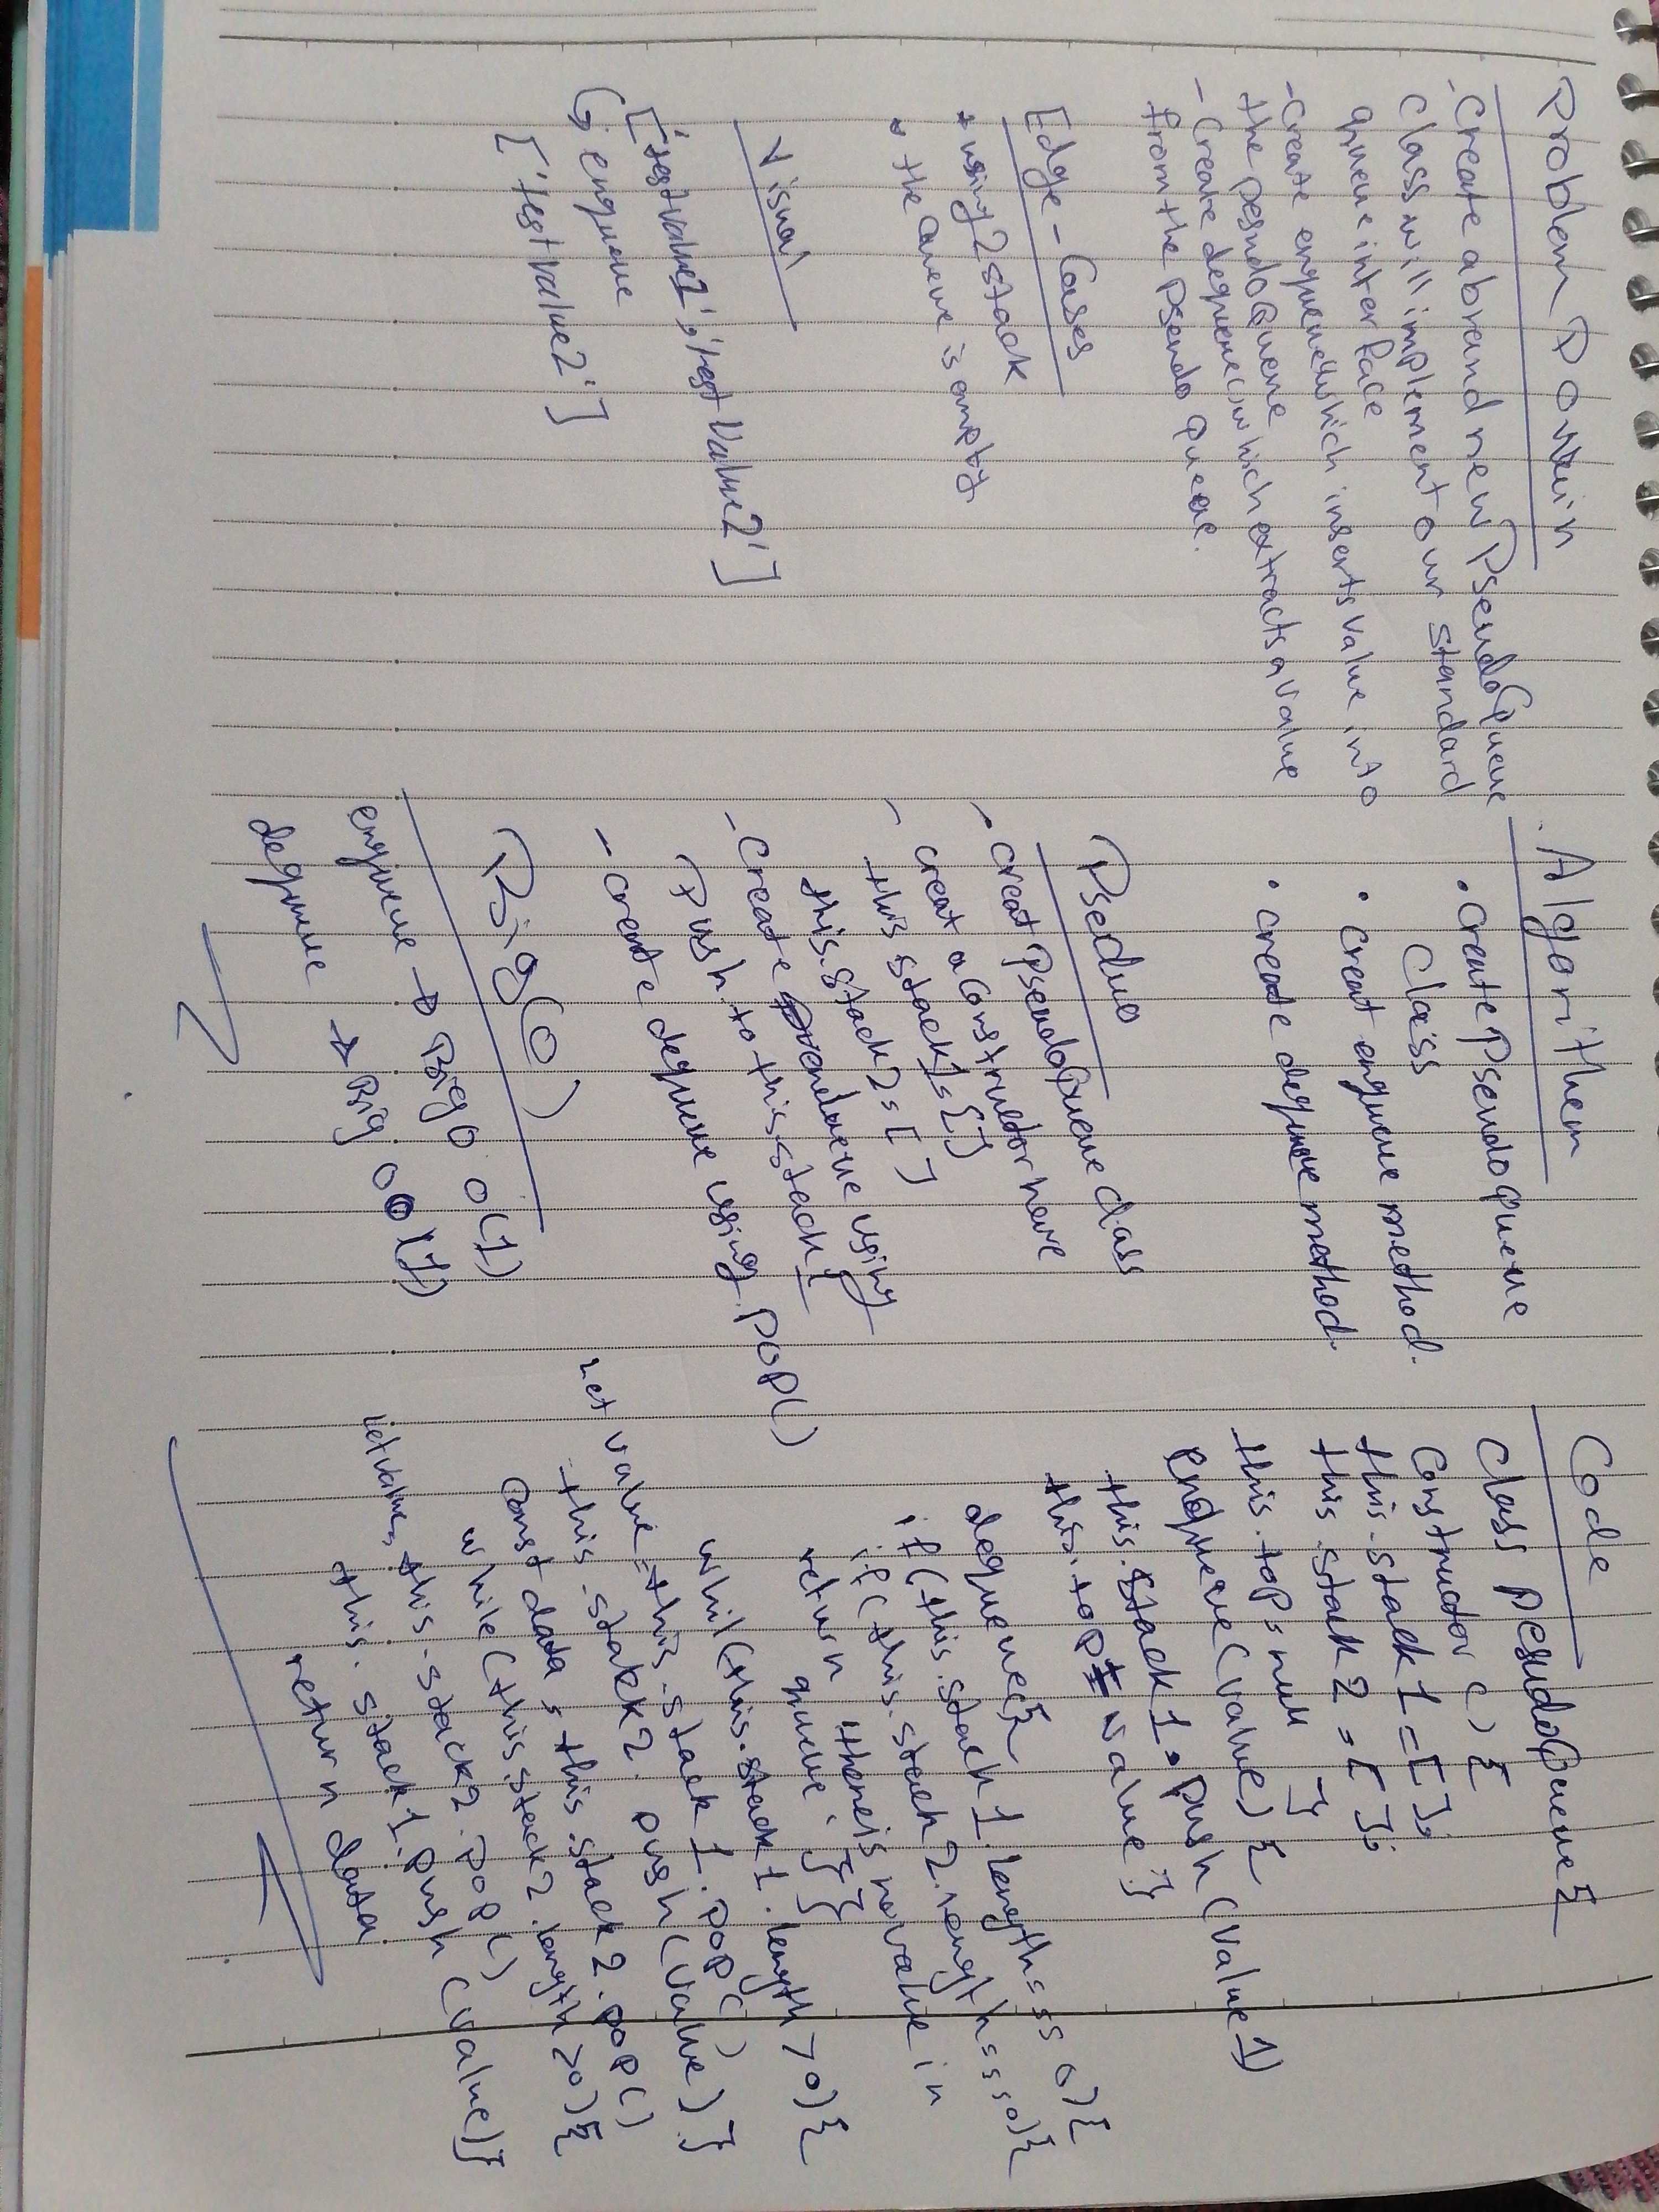 Problem Domain
- Create a brand new PseudoQueue
class will implement our standard
queue interface
- Create enqueue which inserts value into
the pesudoQueue
- Create dequeue which extracts a value
from the Pseudo queue.
Edge-Cases
* using 2 stack
* the Queue is empty
Visual
['testvalue1', 'test Value2']
enqueue
['testvalue2']
Algorithem
• Create Pseudo queue
class
• Creat enqueue method.
• create dequeue method.
Pseduo
- Creat PseudoQueue class
- creat a Constructor have
this stack1=[]
this.stack2=[]
- Create using
(Push to this.stack1
- create dequeue using .POP()
Big(O)
enqueue → Big O O(1)
dequeue → Big O O(1)
Code
Class PesudoQueue{
Constructor (){
this.stack1=[];
this.stack2=[];
this.top=null }
enqueue(value){
this.stack1.push(value1)
this.top = value }
dequeue{
if(this.stack1.length===0){
if(this.stack2.length===0){
return there is no value in
queue; }}
whil(this.stack1.length>0){
let value=this.stack1.pop()
this.stack2.push(value)}
Const data = this.stack2.pop()
while(this.stack2.length>0){
let value= this.stack2.pop()
this.stack1.push(value)}
return data